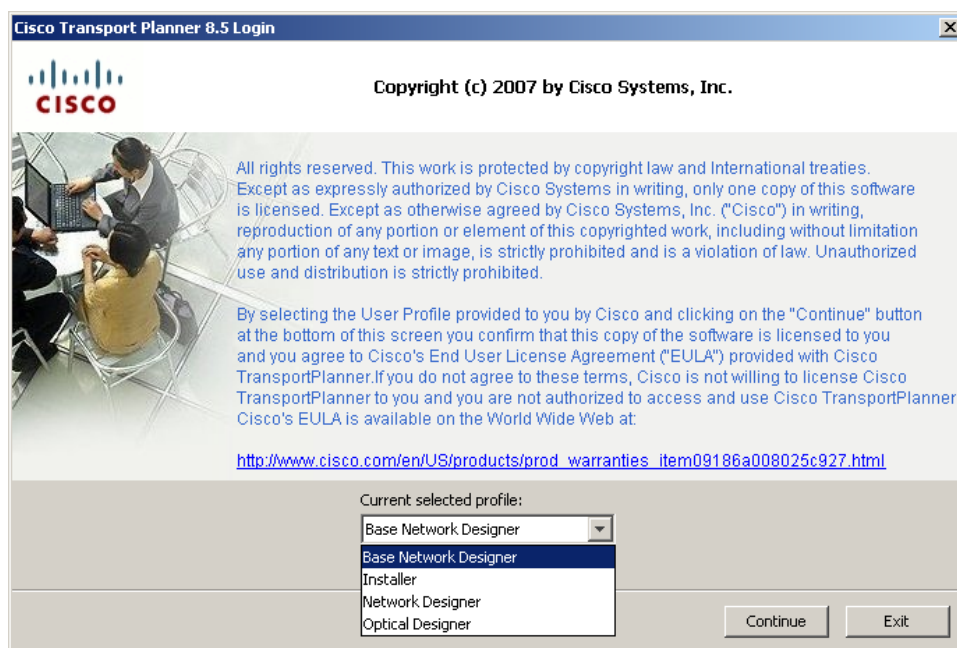 Cisco Transport Planner 8.5 Login
CISCO
Copyright (c) 2007 by Cisco Systems, Inc.
All rights reserved. This work is protected by copyright law and International treaties.
Except as expressly authorized by Cisco Systems in writing, only one copy of this software
is licensed. Except as otherwise agreed by Cisco Systems, Inc. ("Cisco") in writing,
reproduction of any portion or element of this copyrighted work, including without limitation
any portion of any text or image, is strictly prohibited and is a violation of law. Unauthorized
use and distribution is strictly prohibited.
By selecting the User Profile provided to you by Cisco and clicking on the "Continue" button
at the bottom of this screen you confirm that this copy of the software is licensed to you
and you agree to Cisco's End User License Agreement ("EULA") provided with Cisco
TransportPlanner.If you do not agree to these terms, Cisco is not willing to license Cisco
TransportPlanner to you and you are not authorized to access and use Cisco TransportPlanner
Cisco's EULA is available on the World Wide Web at:
http://www.cisco.com/en/US/products/prod_warranties_item09186a008025c927.html
Current selected profile:
Base Network Designer
Base Network Designer
Installer
Network Designer
Optical Designer
Continue
Exit